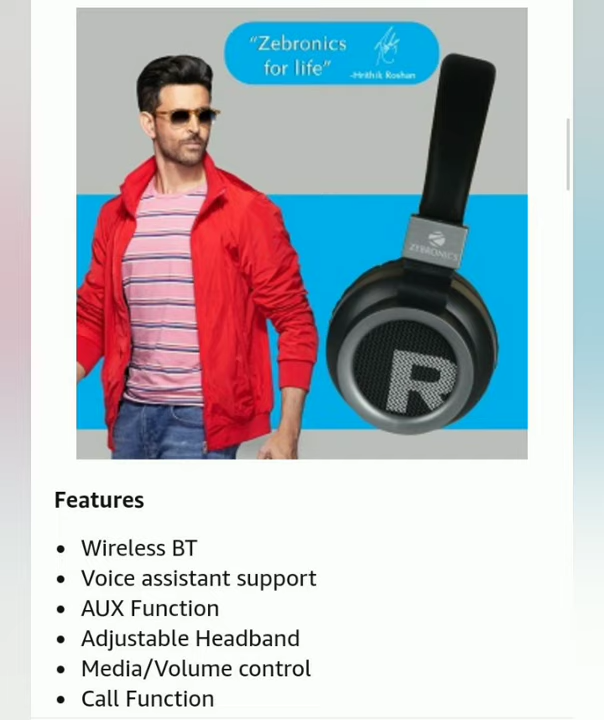 “Zebronics
for life”
-Hrithik Roshan
ZEBRONICS
R
Features
• Wireless BT
• Voice assistant support
• AUX Function
• Adjustable Headband
• Media/Volume control
• Call Function